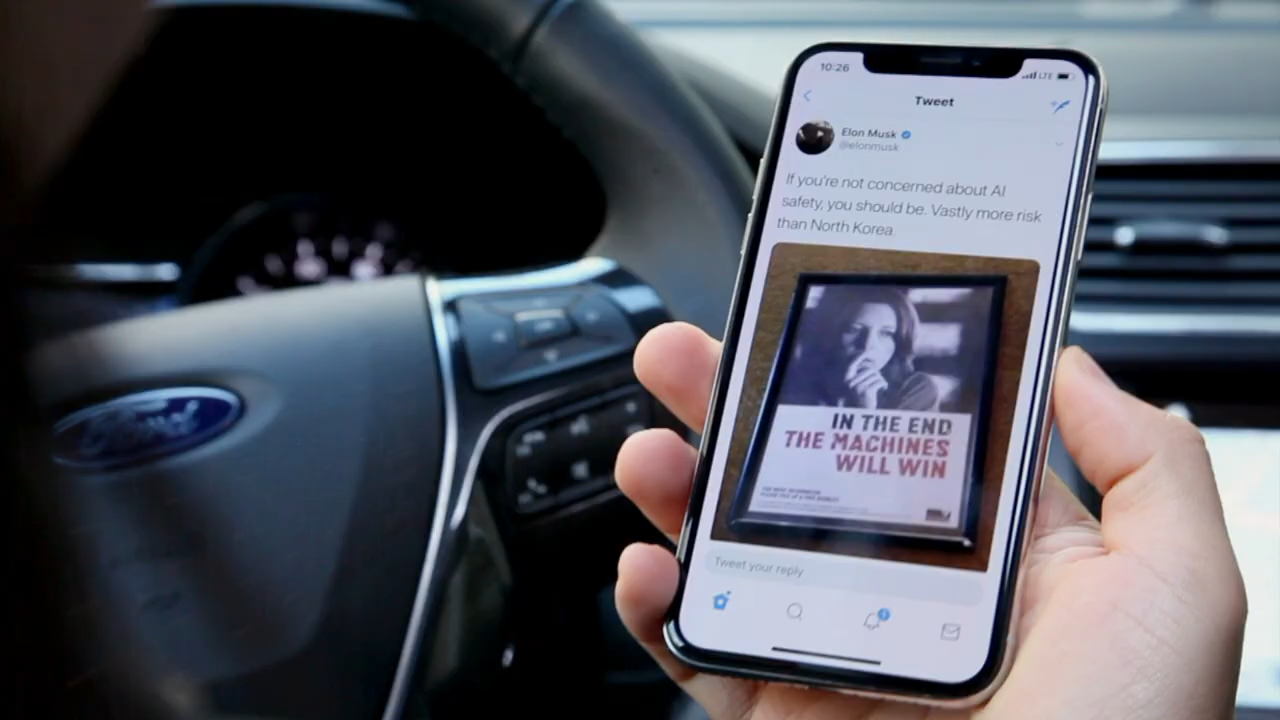 10:26
LTE
Tweet
Elon Musk
@elonmusk
If you're not concerned about AI
safety, you should be. Vastly more risk
than North Korea.
IN THE END
THE MACHINES
WILL WIN
Tweet your reply
1
Ford